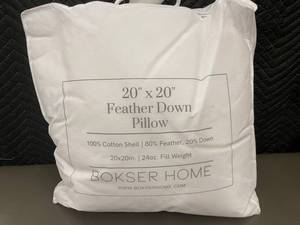 20" x 20"
Feather Down
Pillow
100% Cotton Shell | 80% Feather, 20% Down
20x20in. | 24oz. Fill Weight
BOKSER HOME
WWW.BOKSERHOME.COM